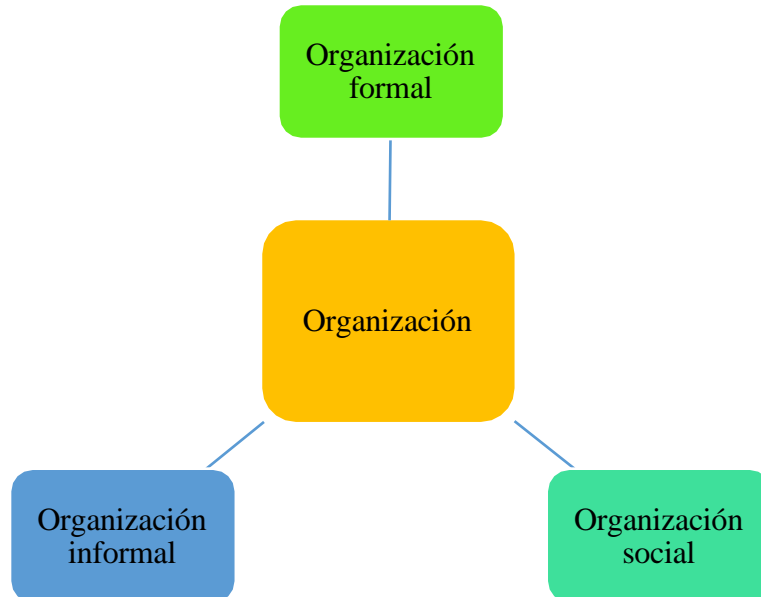 Organización
formal
Organización
Organización
informal
Organización
social